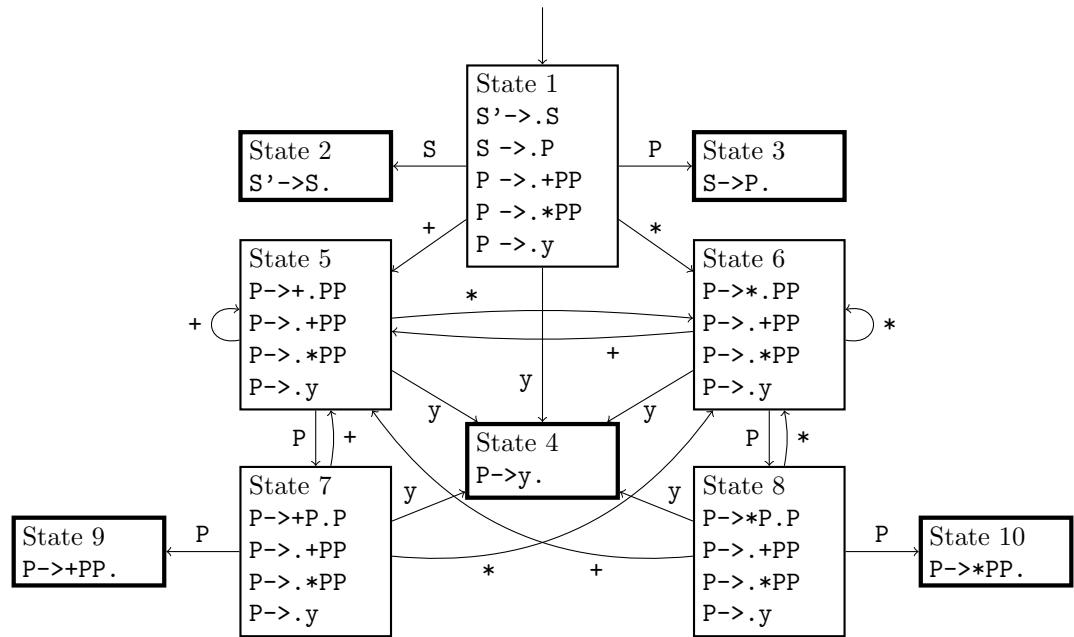 State 1
S'->.S
S ->.P
P ->.+PP
P ->.*PP
P ->.y
State 2
S'->S.
S
P
State 3
S->P.
+
*
State 5
P->+.PP
P->.+PP
P->.*PP
P->.y
State 6
P->*.PP
P->.+PP
P->.*PP
P->.y
*
+
+
*
y
y
y
P
+
P
*
State 4
P->y.
State 7
P->+P.P
P->.+PP
P->.*PP
P->.y
State 8
P->*P.P
P->.+PP
P->.*PP
P->.y
y
y
State 9
P->+PP.
P
P
State 10
P->*PP.
*
+